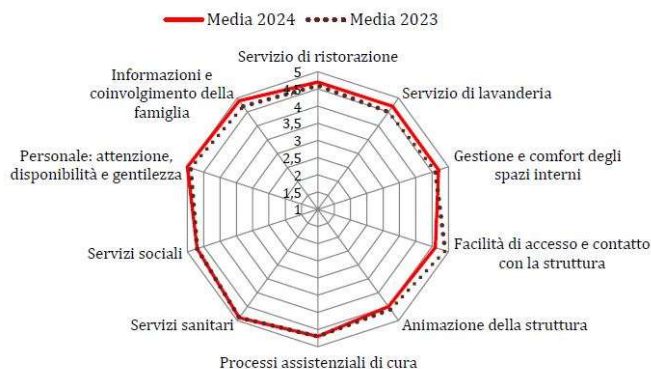 Media 2024 Media 2023
Servizio di ristorazione
5
4,5
4
3,5
3
2,5
2
1,5
1
Servizio di lavanderia
Gestione e comfort degli
spazi interni
Facilità di accesso e contatto
con la struttura
Animazione della struttura
Processi assistenziali di cura
Servizi sanitari
Servizi sociali
Personale: attenzione,
disponibilità e gentilezza
Informazioni e
coinvolgimento della
famiglia